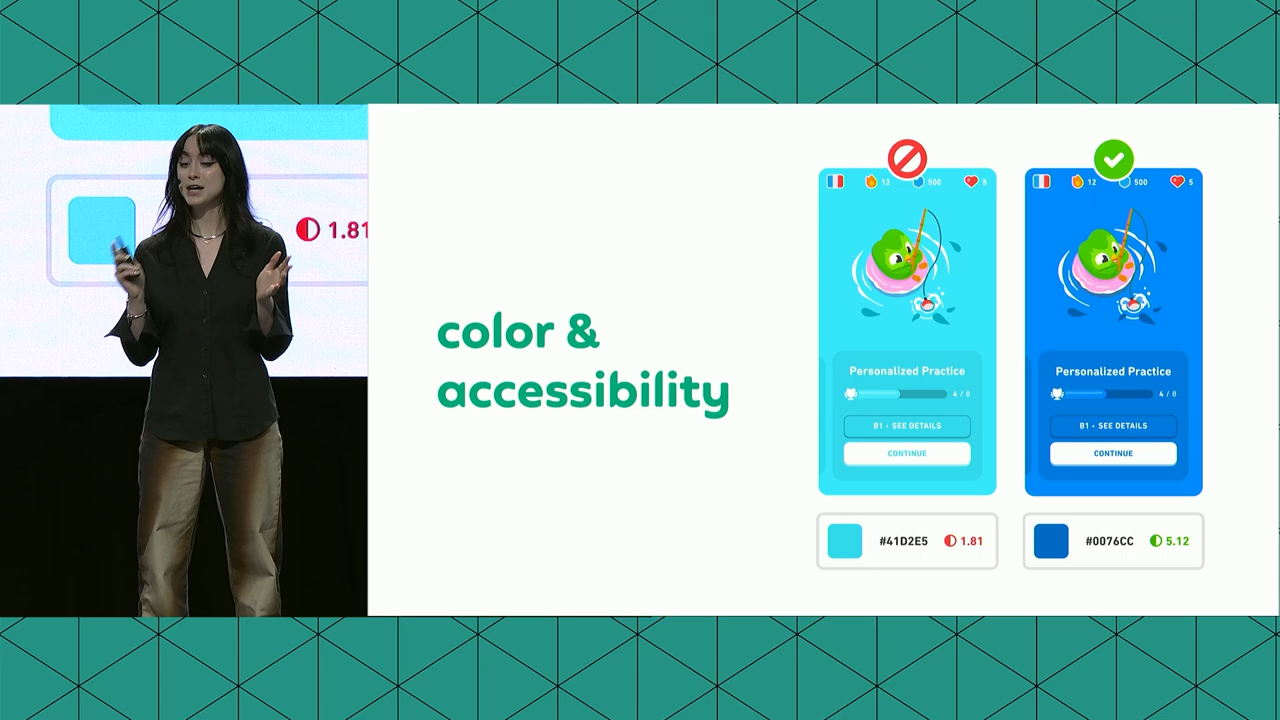 1.81
color &
accessibility
12
500
5
Personalized Practice
4 / 8
B1 • SEE DETAILS
CONTINUE
#41D2E5
1.81
12
500
5
Personalized Practice
4 / 8
B1 • SEE DETAILS
CONTINUE
#0076CC
5.12